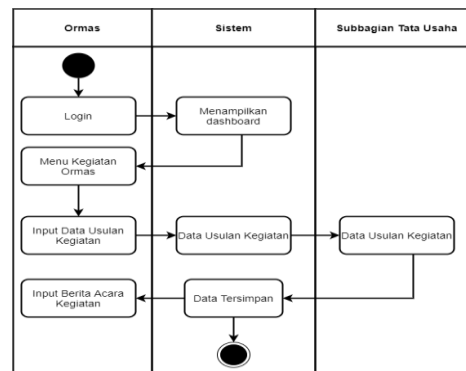 Ormas
Sistem
Subbagian Tata Usaha
Login
Menampilkan
dashboard
Menu Kegiatan
Ormas
Input Data Usulan
Kegiatan
Data Usulan Kegiatan
Data Usulan Kegiatan
Input Berita Acara
Kegiatan
Data Tersimpan